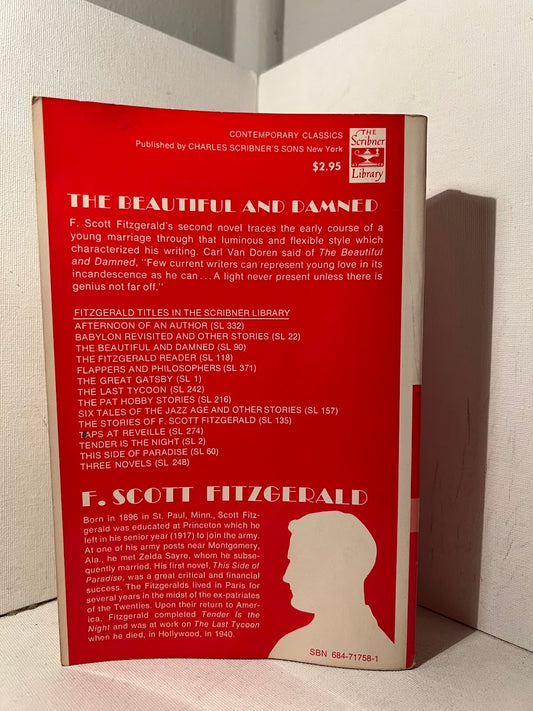 CONTEMPORARY CLASSICS
Published by CHARLES SCRIBNER'S SONS New York
$2.95
THE
Scribner
Library
THE BEAUTIFUL AND DAMNED
F. Scott Fitzgerald's second novel traces the early course of a
young marriage through that luminous and flexible style which
characterized his writing. Carl Van Doren said of The Beautiful
and Damned, "Few current writers can represent young love in its
incandescence as he can . . . A light never present unless there is
genius not far off."
FITZGERALD TITLES IN THE SCRIBNER LIBRARY
AFTERNOON OF AN AUTHOR (SL 332)
BABYLON REVISITED AND OTHER STORIES (SL 22)
THE BEAUTIFUL AND DAMNED (SL 90)
THE FITZGERALD READER (SL 118)
FLAPPERS AND PHILOSOPHERS (SL 371)
THE GREAT GATSBY (SL 1)
THE LAST TYCOON (SL 242)
THE PAT HOBBY STORIES (SL 216)
SIX TALES OF THE JAZZ AGE AND OTHER STORIES (SL 157)
THE STORIES OF F. SCOTT FITZGERALD (SL 135)
TAPS AT REVEILLE (SL 274)
TENDER IS THE NIGHT (SL 2)
THIS SIDE OF PARADISE (SL 60)
THREE NOVELS (SL 248)
F. SCOTT FITZGERALD
Born in 1896 in St. Paul, Minn., Scott Fitz-
gerald was educated at Princeton which he
left in his senior year (1917) to join the army.
At one of his army posts near Montgomery,
Ala., he met Zelda Sayre, whom he subse-
quently married. His first novel, This Side of
Paradise, was a great critical and financial
success. The Fitzgeralds lived in Paris for
several years in the midst of the ex-patriates
of the Twenties. Upon their return to Amer-
ica, Fitzgerald completed Tender Is the
Night and was at work on The Last Tycoon
when he died, in Hollywood, in 1940.
SBN 684-71758-1